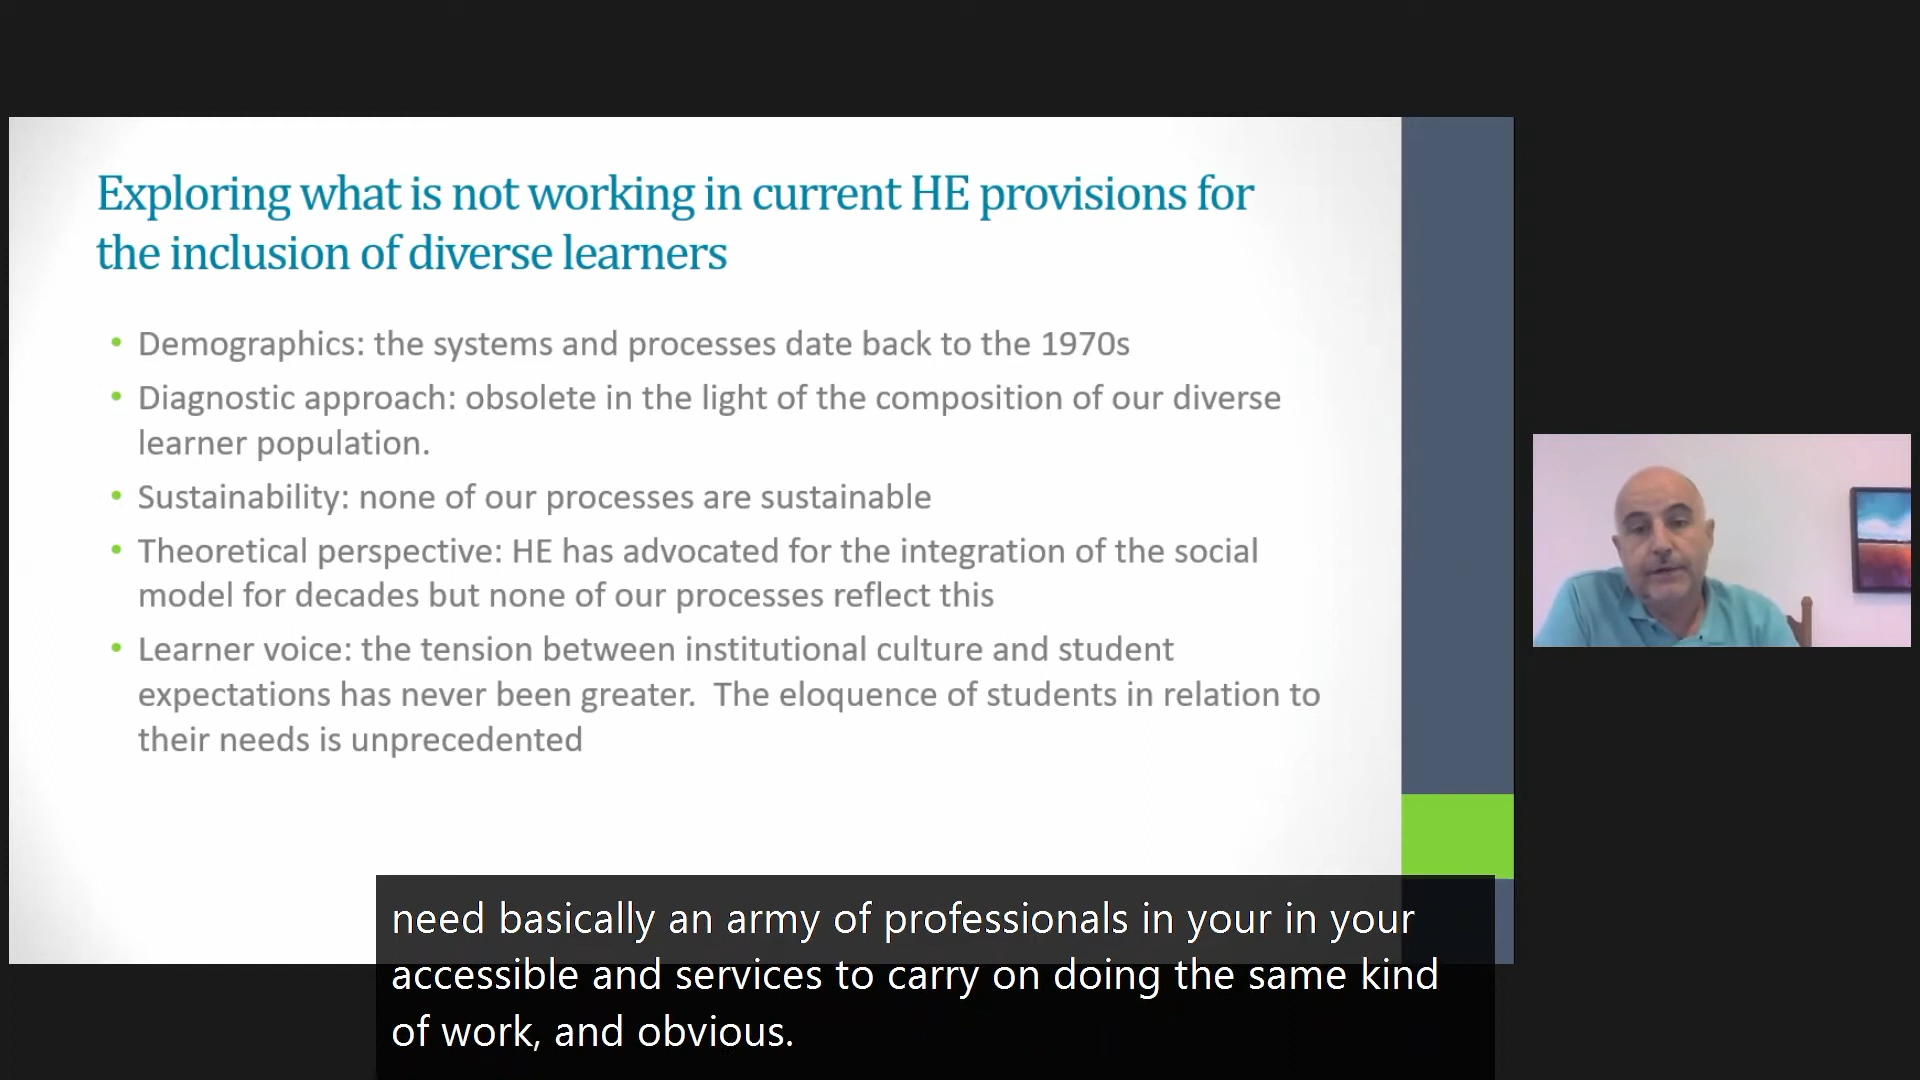 Exploring what is not working in current HE provisions for
the inclusion of diverse learners
• Demographics: the systems and processes date back to the 1970s
• Diagnostic approach: obsolete in the light of the composition of our diverse
learner population.
• Sustainability: none of our processes are sustainable
• Theoretical perspective: HE has advocated for the integration of the social
model for decades but none of our processes reflect this
• Learner voice: the tension between institutional culture and student
expectations has never been greater.  The eloquence of students in relation to
their needs is unprecedented
need basically an army of professionals in your in your
accessible and services to carry on doing the same kind
of work, and obvious.